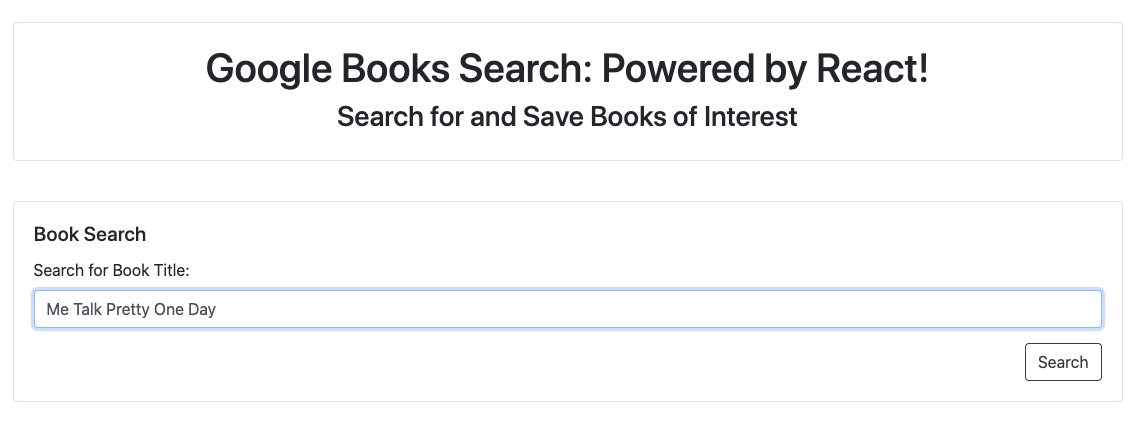 Google Books Search: Powered by React!
Search for and Save Books of Interest
Book Search
Search for Book Title:
Me Talk Pretty One Day
Search